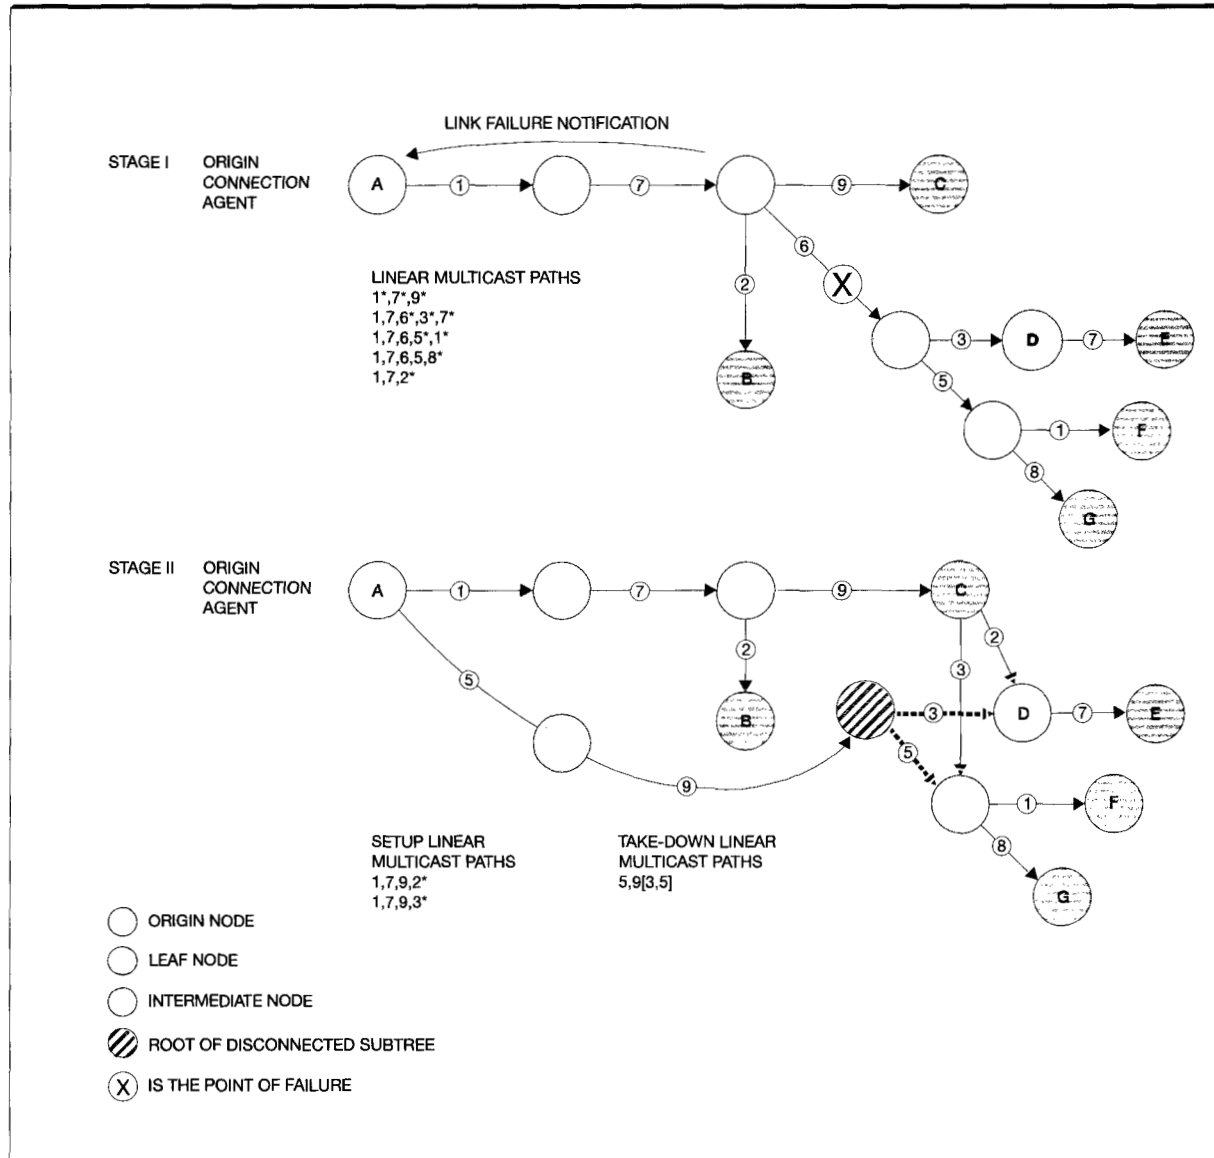 LINK FAILURE NOTIFICATION
STAGE I
ORIGIN
CONNECTION
AGENT
A
1
7
9
C
6
X
2
B
3
D
7
E
5
1
F
8
G
LINEAR MULTICAST PATHS
1*,7*,9*
1,7,6*,3*,7*
1,7,6,5*,1*
1,7,6,5,8*
1,7,2*
STAGE II
ORIGIN
CONNECTION
AGENT
A
1
7
9
C
2
3
2
5
B
3
D
7
E
5
9
1
F
8
G
SETUP LINEAR
MULTICAST PATHS
1,7,9,2*
1,7,9,3*
TAKE-DOWN LINEAR
MULTICAST PATHS
5,9[3,5]
ORIGIN NODE
LEAF NODE
INTERMEDIATE NODE
ROOT OF DISCONNECTED SUBTREE
X IS THE POINT OF FAILURE